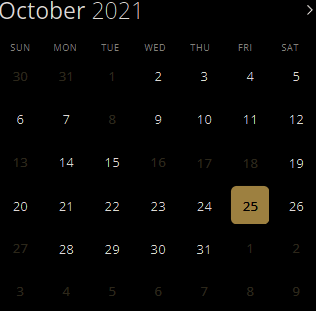 October 2021
SUN MON TUE WED THU FRI SAT
30 31 1 2 3 4 5
6 7 8 9 10 11 12
13 14 15 16 17 18 19
20 21 22 23 24 25 26
27 28 29 30 31 1 2
3 4 5 6 7 8 9